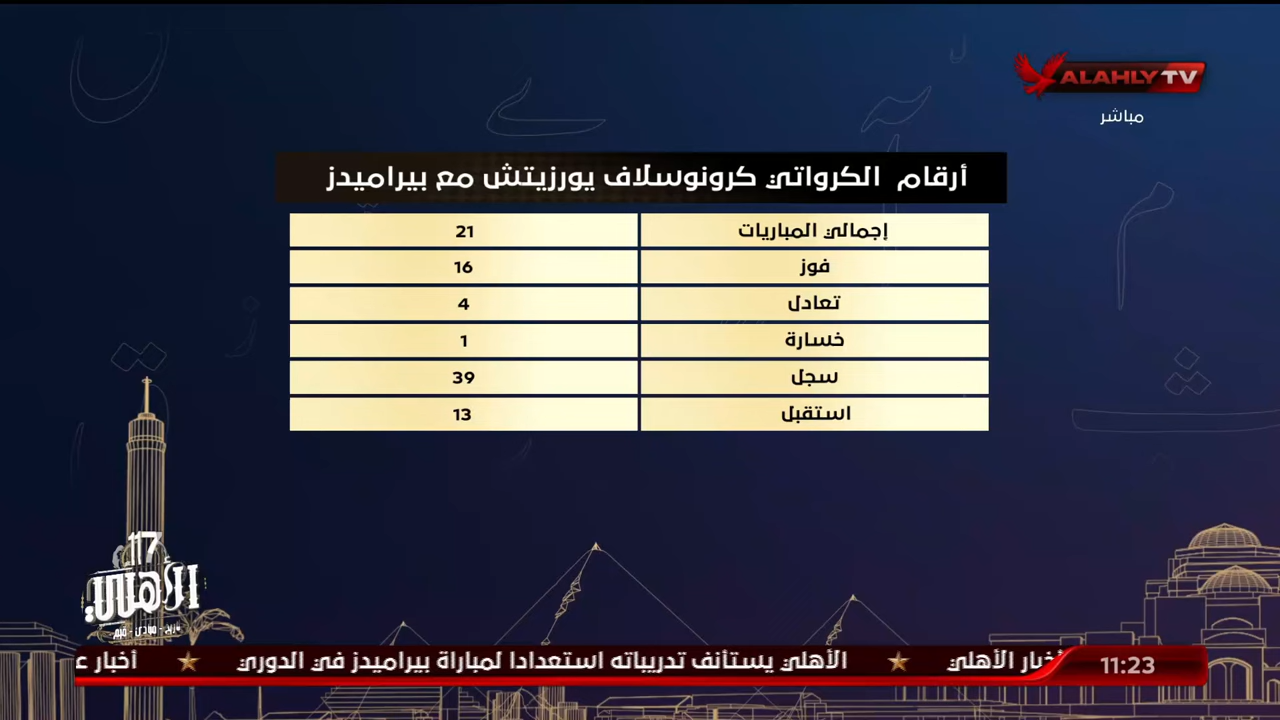 ALAHLY TV
مباشر
أرقام الكرواتي كرونوسلاف يورزيتش مع بيراميدز
إجمالي المباريات 21
فوز 16
تعادل 4
خسارة 1
سجل 39
استقبل 13
117
الأهلي
11:23 أخبار الأهلي الأهلي يستأنف تدريباته استعدادا لمباراة بيراميدز في الدوري أخبار